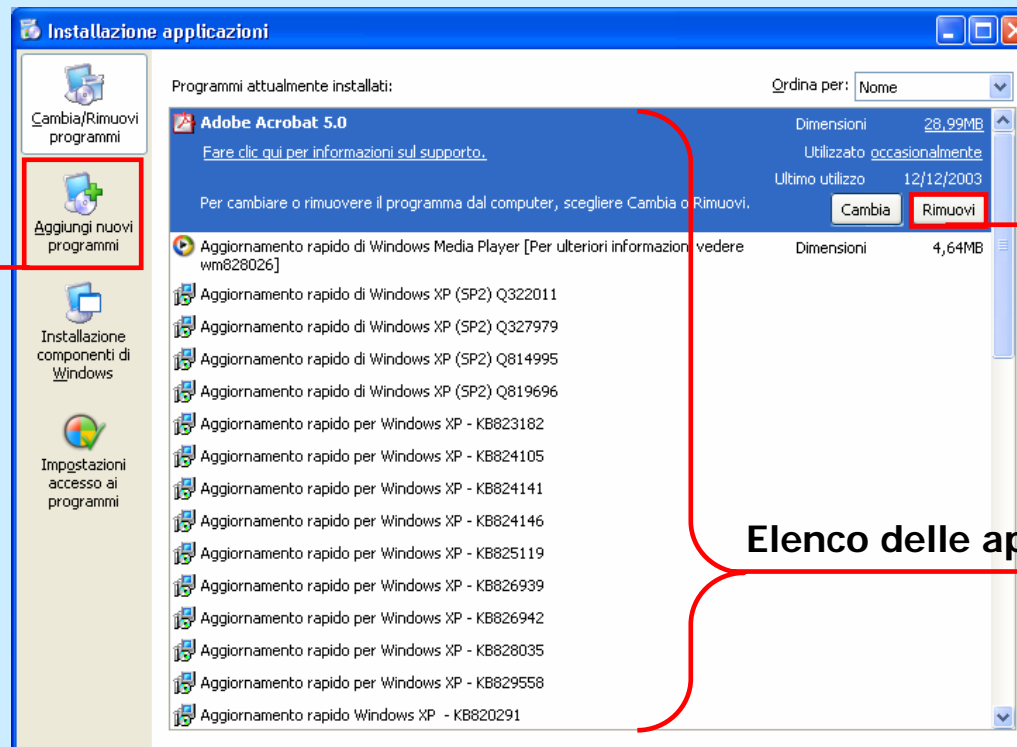 Installazione applicazioni
Cambia/Rimuovi
programmi
Aggiungi nuovi
programmi
Installazione
componenti di
Windows
Impostazioni
accesso ai
programmi
Programmi attualmente installati:
Ordina per: Nome
Adobe Acrobat 5.0 Dimensioni 28,99MB
Fare clic qui per informazioni sul supporto. Utilizzato occasionalmente
Ultimo utilizzo 12/12/2003
Per cambiare o rimuovere il programma dal computer, scegliere Cambia o Rimuovi. Cambia Rimuovi
Aggiornamento rapido di Windows Media Player [Per ulteriori informazioni vedere Dimensioni 4,64MB
wm828026]
Aggiornamento rapido di Windows XP (SP2) Q322011
Aggiornamento rapido di Windows XP (SP2) Q327979
Aggiornamento rapido di Windows XP (SP2) Q814995
Aggiornamento rapido di Windows XP (SP2) Q819696
Aggiornamento rapido per Windows XP - KB823182
Aggiornamento rapido per Windows XP - KB824105
Aggiornamento rapido per Windows XP - KB824141
Aggiornamento rapido per Windows XP - KB824146
Aggiornamento rapido per Windows XP - KB825119
Aggiornamento rapido per Windows XP - KB826939
Aggiornamento rapido per Windows XP - KB826942
Aggiornamento rapido per Windows XP - KB828035
Aggiornamento rapido per Windows XP - KB829558
Aggiornamento rapido Windows XP - KB820291
Elenco delle